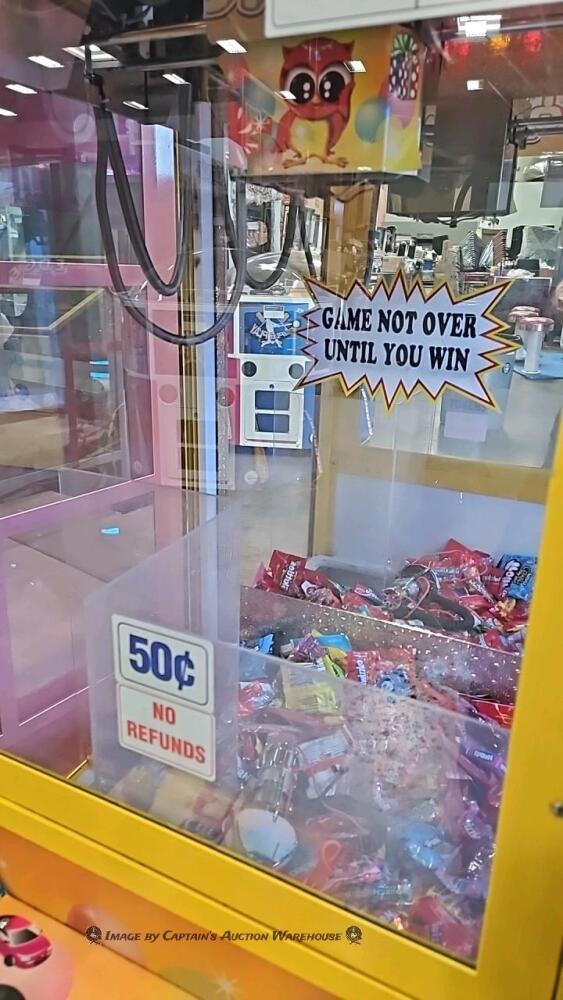 GAME NOT OVER
UNTIL YOU WIN
50¢
NO
REFUNDS
Image by Captain's Auction Warehouse